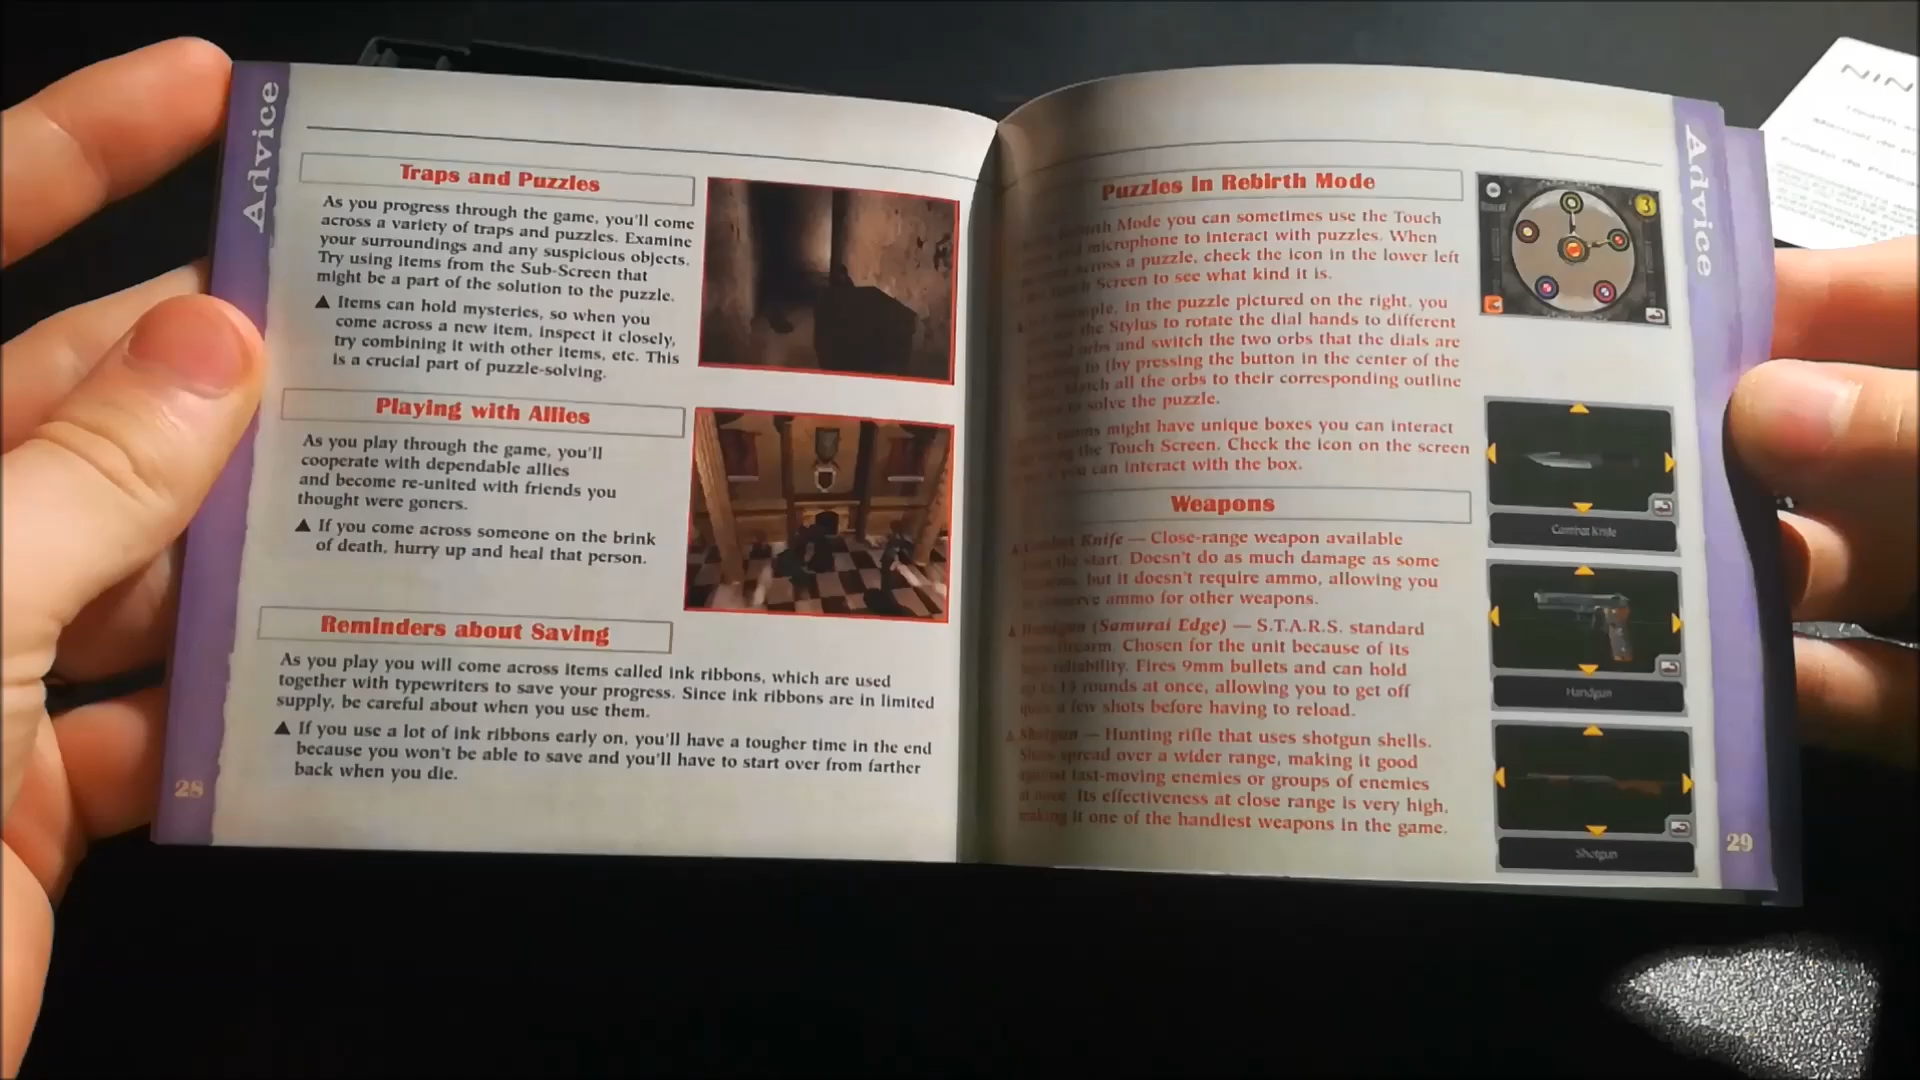 Advice
Traps and Puzzles
As you progress through the game, you'll come
across a variety of traps and puzzles. Examine
your surroundings and any suspicious objects.
Try using items from the Sub-Screen that
might be a part of the solution to the puzzle.
▲ Items can hold mysteries, so when you
come across a new item, inspect it closely,
try combining it with other items, etc. This
is a crucial part of puzzle-solving.
Playing with Allies
As you play through the game, you'll
cooperate with dependable allies
and become re-united with friends you
thought were goners.
▲ If you come across someone on the brink
of death, hurry up and heal that person.
Reminders about Saving
As you play you will come across items called ink ribbons, which are used
together with typewriters to save your progress. Since ink ribbons are in limited
supply, be careful about when you use them.
▲ If you use a lot of ink ribbons early on, you'll have a tougher time in the end
because you won't be able to save and you'll have to start over from farther
back when you die.
28
Advice
Puzzles in Rebirth Mode
Mode you can sometimes use the Touch
microphone to interact with puzzles. When
a puzzle, check the icon in the lower left
Screen to see what kind it is.
in the puzzle pictured on the right, you
the Stylus to rotate the dial hands to different
orbs and switch the two orbs that the dials are
to (by pressing the button in the center of the
all the orbs to their corresponding outline
solve the puzzle.
might have unique boxes you can interact
the Touch Screen. Check the icon on the screen
you can interact with the box.
Weapons
Knife — Close-range weapon available
the start. Doesn't do as much damage as some
but it doesn't require ammo, allowing you
ammo for other weapons.
Handgun (Samurai Edge) — S.T.A.R.S. standard
Chosen for the unit because of its
reliability. Fires 9mm bullets and can hold
rounds at once, allowing you to get off
a few shots before having to reload.
Shotgun — Hunting rifle that uses shotgun shells.
spread over a wider range, making it good
fast-moving enemies or groups of enemies
Its effectiveness at close range is very high,
making it one of the handiest weapons in the game.
3
Combat Knife
Handgun
Shotgun
29
NIN